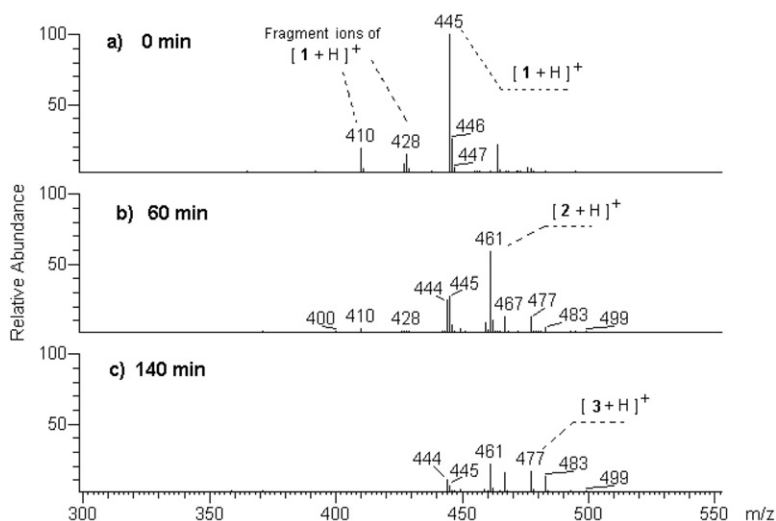 a) 0 min
Fragment ions of
[ 1 + H ]+
445
[ 1 + H ]+
100
50
410
428
446
447
b) 60 min
[ 2 + H ]+
100
50
461
444
445
400
410
428
467
477
483
499
c) 140 min
[ 3 + H ]+
100
50
444
445
461
477
483
499
Relative Abundance
300 350 400 450 500 550 m/z